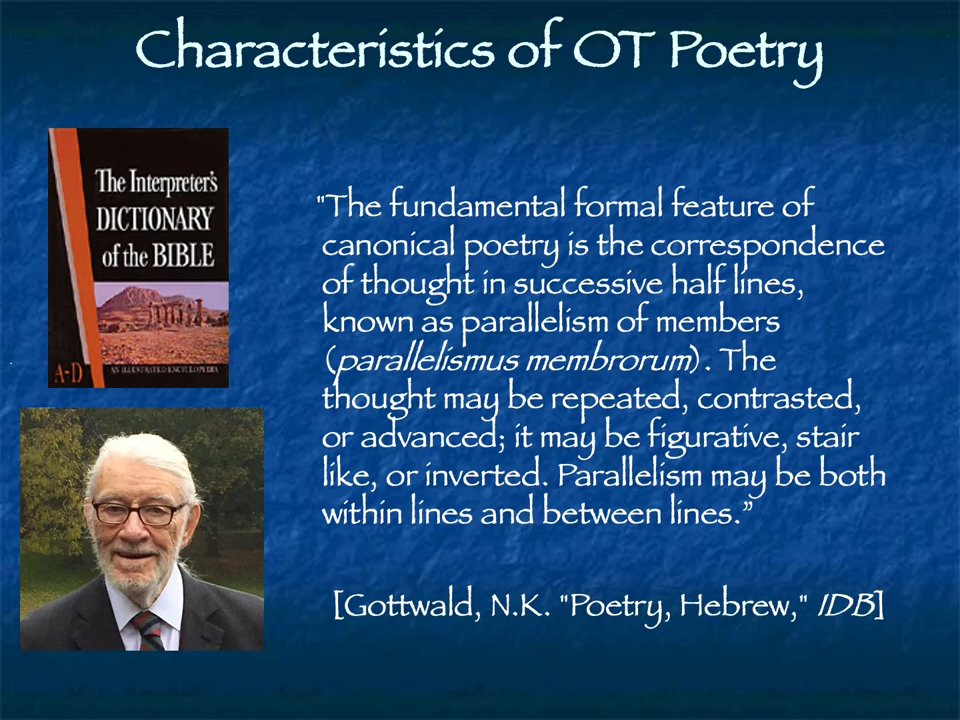 Characteristics of OT Poetry
The Interpreter's
DICTIONARY
of the BIBLE
A-D
AN ILLUSTRATED ENCYCLOPEDIA
"The fundamental formal feature of
canonical poetry is the correspondence
of thought in successive half lines,
known as parallelism of members
(parallelismus membrorum). The
thought may be repeated, contrasted,
or advanced; it may be figurative, stair
like, or inverted. Parallelism may be both
within lines and between lines.”
[Gottwald, N.K. "Poetry, Hebrew," IDB]